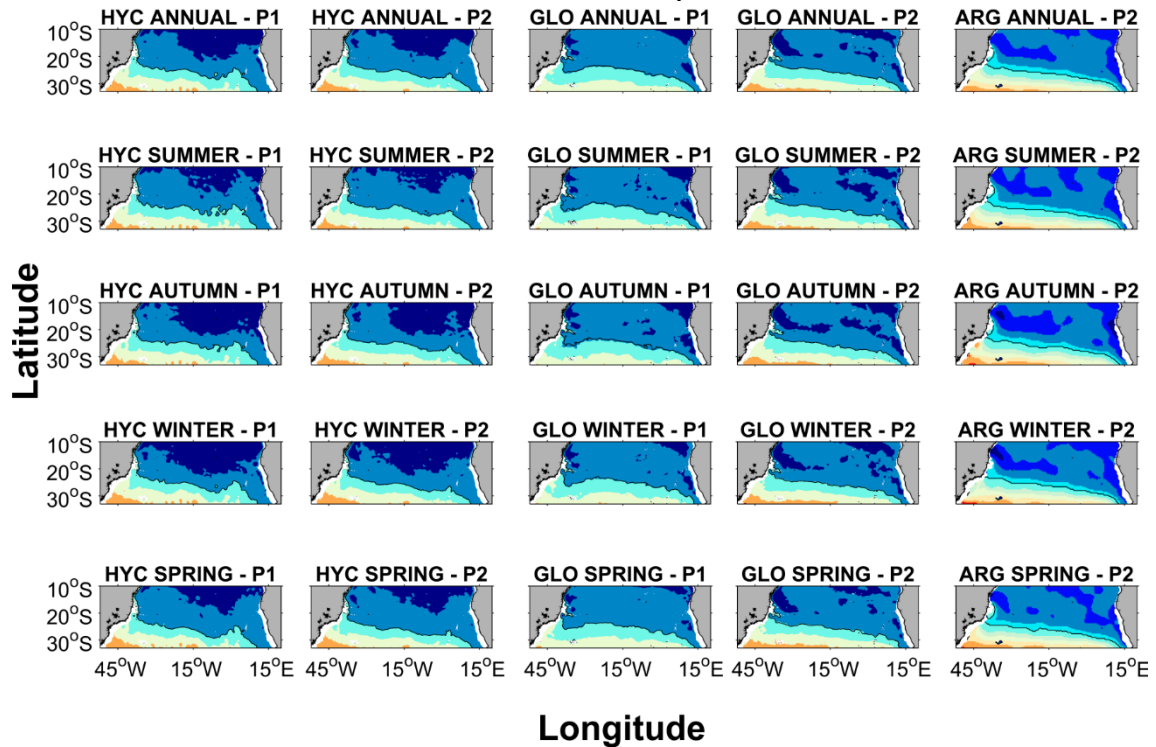 HYC ANNUAL - P1 HYC ANNUAL - P2 GLO ANNUAL - P1 GLO ANNUAL - P2 ARG ANNUAL - P2
10°S
20°S
30°S
HYC SUMMER - P1 HYC SUMMER - P2 GLO SUMMER - P1 GLO SUMMER - P2 ARG SUMMER - P2
10°S
20°S
30°S
HYC AUTUMN - P1 HYC AUTUMN - P2 GLO AUTUMN - P1 GLO AUTUMN - P2 ARG AUTUMN - P2
10°S
20°S
30°S
Latitude
HYC WINTER - P1 HYC WINTER - P2 GLO WINTER - P1 GLO WINTER - P2 ARG WINTER - P2
10°S
20°S
30°S
HYC SPRING - P1 HYC SPRING - P2 GLO SPRING - P1 GLO SPRING - P2 ARG SPRING - P2
10°S
20°S
30°S
45°W 15°W 15°E 45°W 15°W 15°E 45°W 15°W 15°E 45°W 15°W 15°E 45°W 15°W 15°E
Longitude